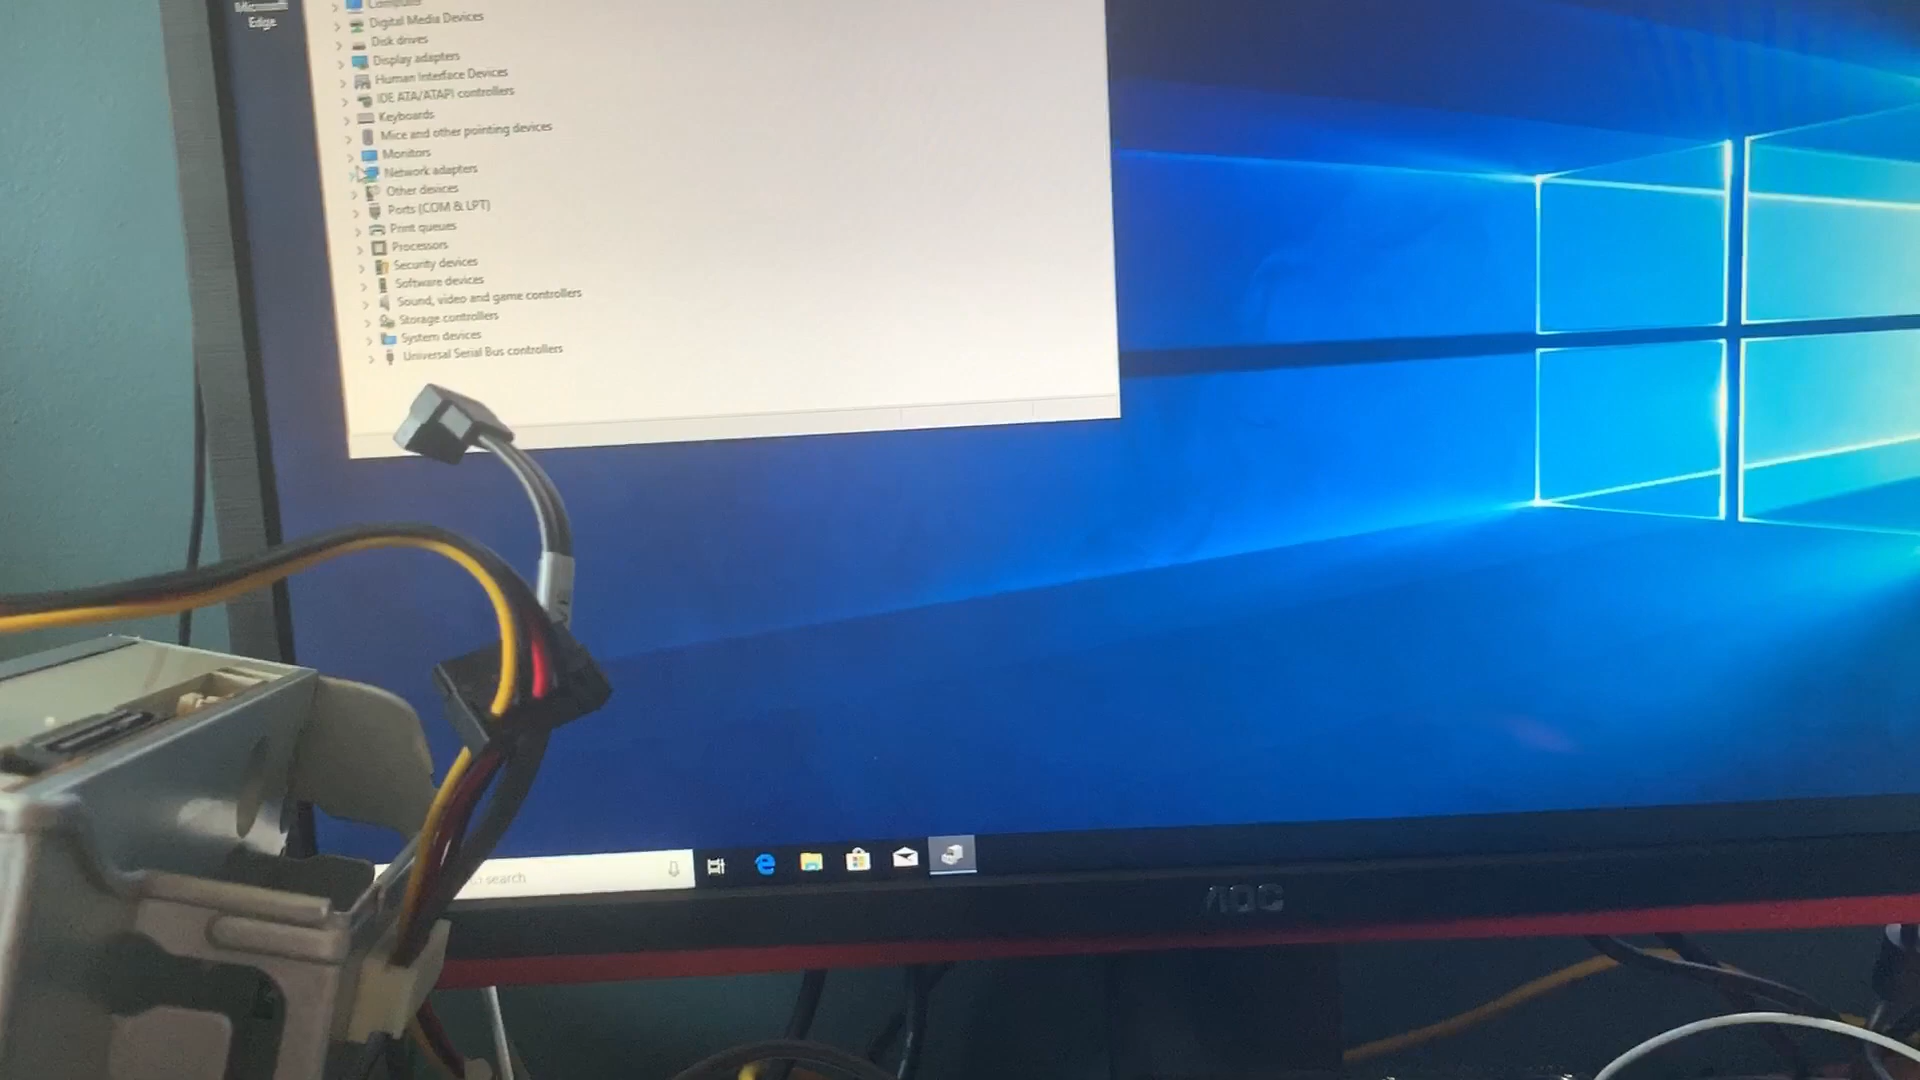 Microsoft
Edge
Computer
Digital Media Devices
Disk drives
Display adapters
Human Interface Devices
IDE ATA/ATAPI controllers
Keyboards
Mice and other pointing devices
Monitors
Network adapters
Other devices
Ports (COM & LPT)
Print queues
Processors
Security devices
Software devices
Sound, video and game controllers
Storage controllers
System devices
Universal Serial Bus controllers
search
AOC